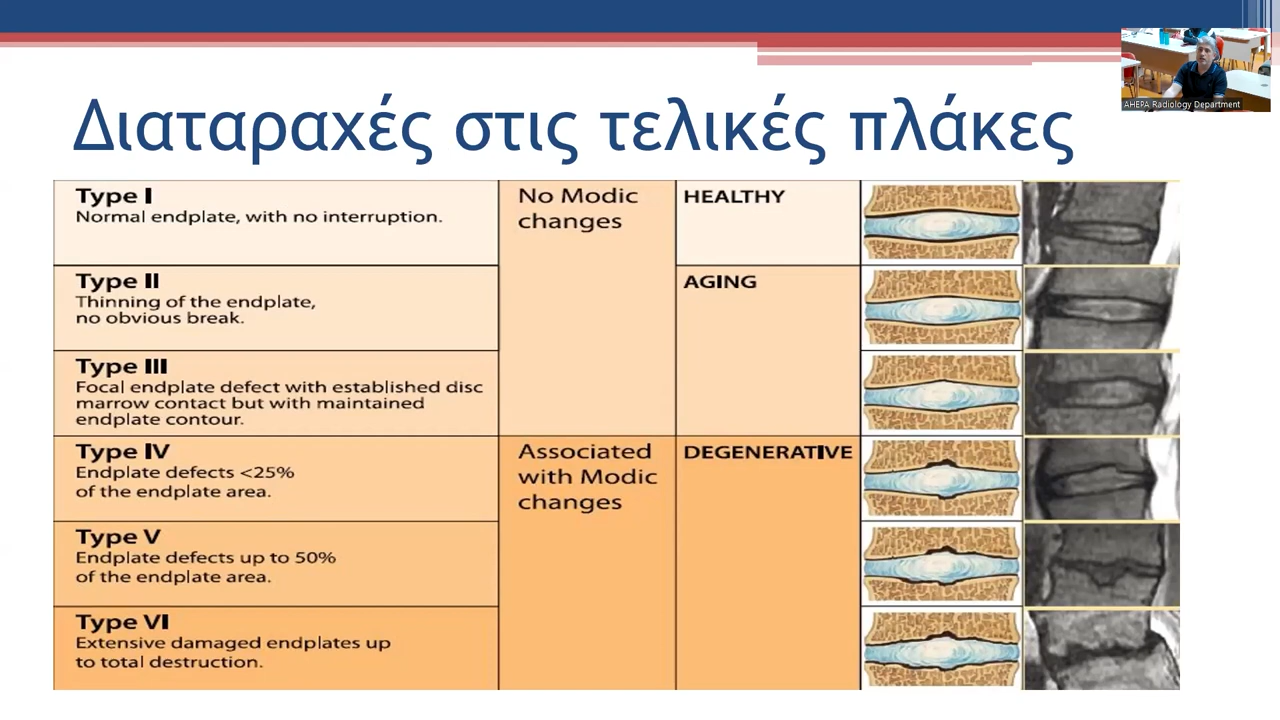 AHEPA Radiology Department
Διαταραχές στις τελικές πλάκες
Type I
Normal endplate, with no interruption.
No Modic
changes
HEALTHY
Type II
Thinning of the endplate,
no obvious break.
AGING
Type III
Focal endplate defect with established disc
marrow contact but with maintained
endplate contour.
Type IV
Endplate defects <25%
of the endplate area.
Associated
with Modic
changes
DEGENERATIVE
Type V
Endplate defects up to 50%
of the endplate area.
Type VI
Extensive damaged endplates up
to total destruction.